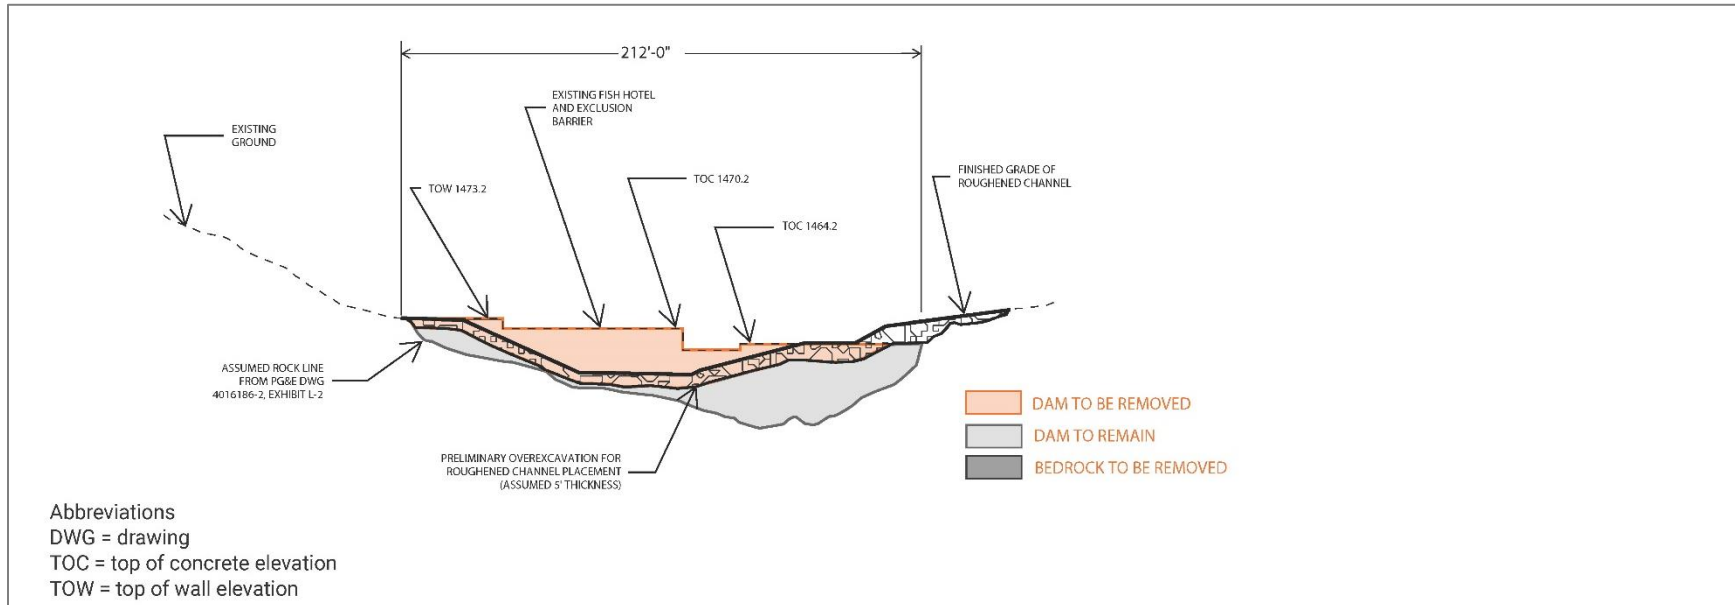 212'-0"
EXISTING FISH HOTEL
AND EXCLUSION
BARRIER
EXISTING
GROUND
FINISHED GRADE OF
ROUGHENED CHANNEL
TOC 1470.2
TOW 1473.2
TOC 1464.2
ASSUMED ROCK LINE
FROM PG&E DWG
4016186-2, EXHIBIT L-2
PRELIMINARY OVEREXCAVATION FOR
ROUGHENED CHANNEL PLACEMENT
(ASSUMED 5' THICKNESS)
DAM TO BE REMOVED
DAM TO REMAIN
BEDROCK TO BE REMOVED
Abbreviations
DWG = drawing
TOC = top of concrete elevation
TOW = top of wall elevation